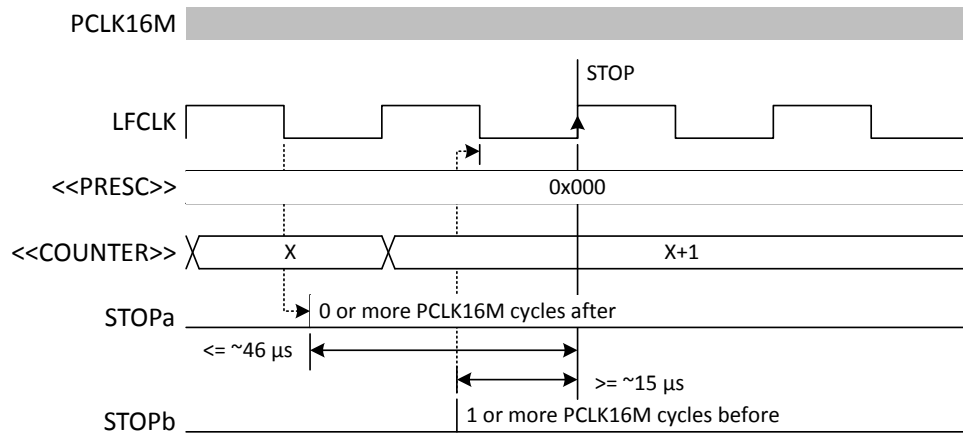 PCLK16M
STOP
LFCLK
<<PRESC>>
0x000
<<COUNTER>>
X
X+1
STOPa
0 or more PCLK16M cycles after
<= ~46 µs
>= ~15 µs
STOPb
1 or more PCLK16M cycles before